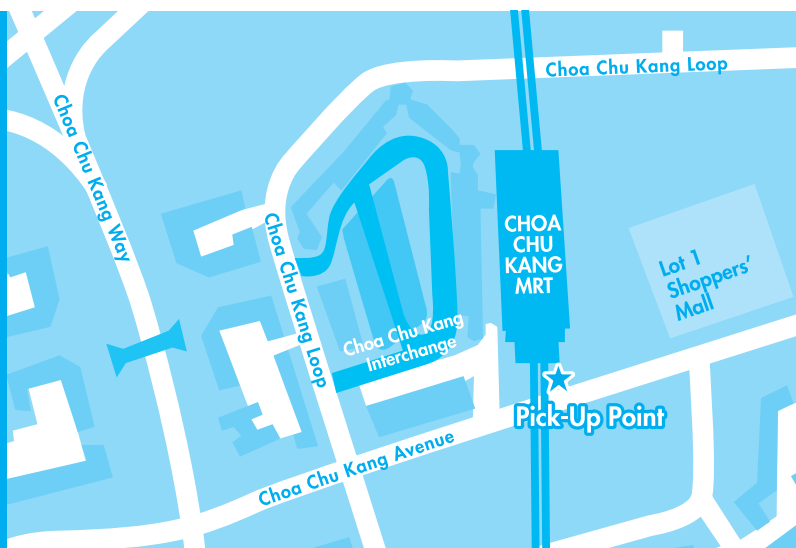 Choa Chu Kang Loop
Choa Chu Kang Way
CHOA
CHU
KANG
MRT
Choa Chu Kang Loop
Lot 1
Shoppers'
Mall
Choa Chu Kang
Interchange
Pick-Up Point
Choa Chu Kang Avenue